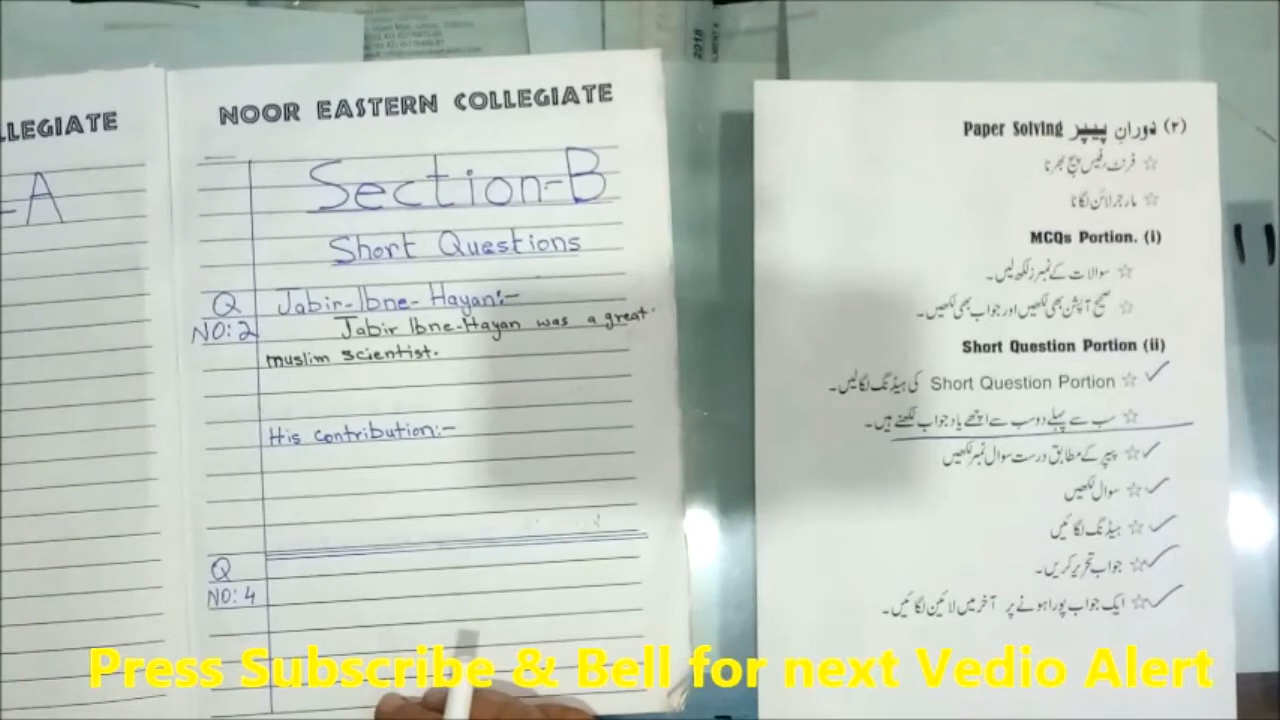 LLEGIATE
-A
NOOR EASTERN COLLEGIATE
Section-B
Short Questions
Q
NO: 2
Jabir-Ibne-Hayan:-
Jabir Ibne-Hayan was a great
muslim scientist.
His contribution:-
Q
NO: 4
2018
(۲) دورانِ پیپر Paper Solving
☆ فرنٹ رفیس پیج بھرنا
☆ مارجر لائن لگانا
MCQs Portion. (i)
☆ سوالات کے نمبرز لکھ لیں۔
☆ صحیح آپشن بھی لکھیں اور جواب بھی لکھیں۔
Short Question Portion (ii)
☆ Short Question Portion کی ہیڈنگ لگالیں۔
☆ سب سے پہلے دو سب سے اچھے یاد جواب لکھتے ہیں۔
☆ پیپر کے مطابق درست سوال نمبر لکھیں
☆ سوال لکھیں
☆ ہیڈنگ لگائیں
☆ جواب تحریر کریں۔
☆ ایک جواب پورا ہونے پر آخر میں لائین لگائیں۔
Press Subscribe & Bell for next Vedio Alert